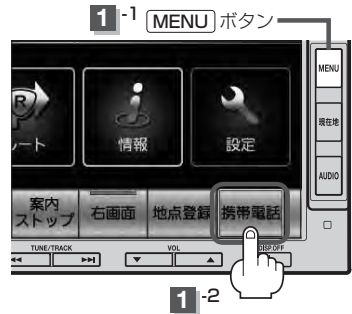 1-1 MENU ボタン
MENU
現在地
AUDIO
R
ート
情報
設定
案内
ストップ
右画面
地点登録
携帯電話
TUNE/TRACK
VOL
DISP.OFF
1-2